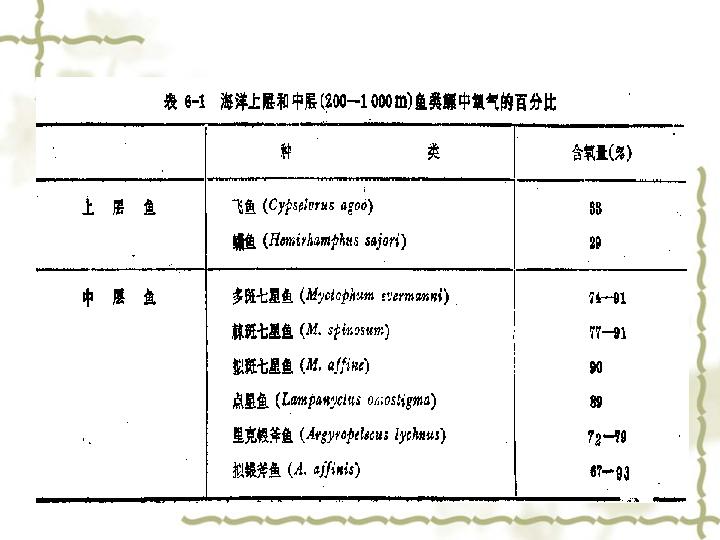 表 6-1 海洋上层和中层(200—1 000 m)鱼类鳔中氧气的百分比
种 类 含氧量(%)
上 层 鱼 飞鱼 (Cypselurus agoo) 53
鱵鱼 (Hemirhamphus sajori) 29
中 层 鱼 多斑七星鱼 (Myctophum evermanni) 74—91
棘斑七星鱼 (M. spinosum) 77—91
拟斑七星鱼 (M. affine) 90
点星鱼 (Lampanyctus omostigma) 89
里克银斧鱼 (Argyropelecus lychnus) 72—79
拟银斧鱼 (A. affinis) 67—93